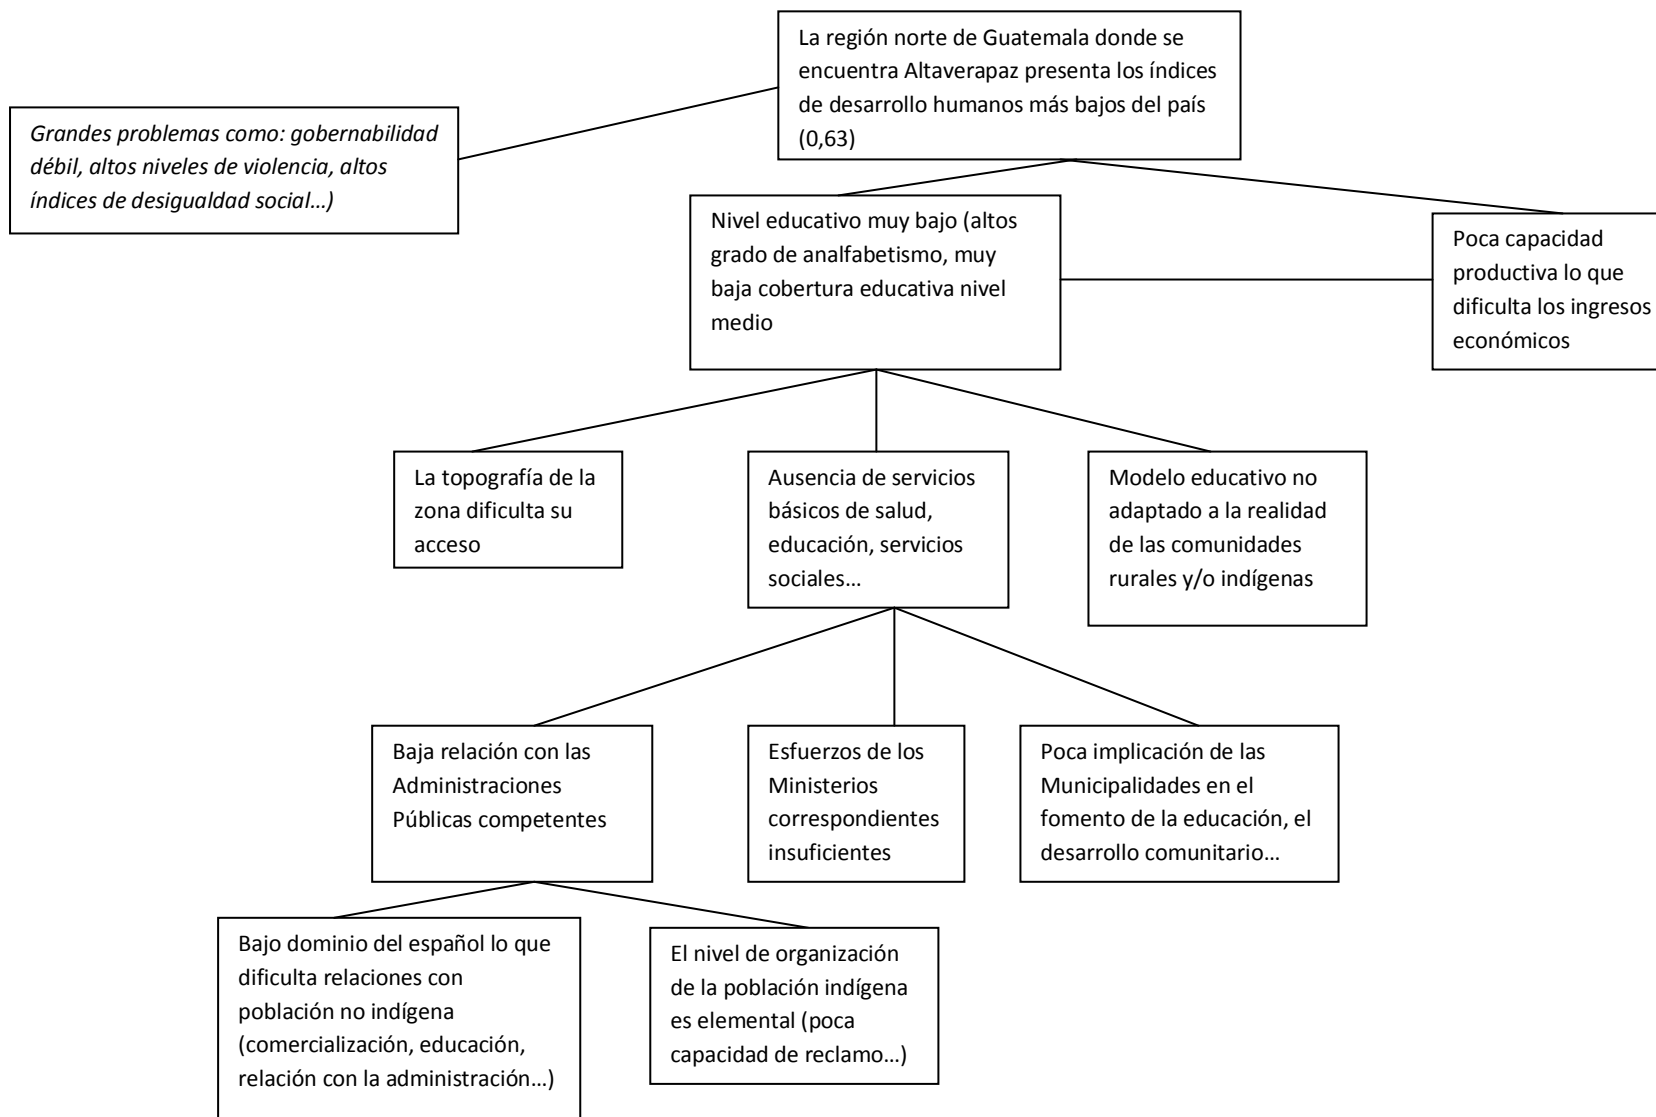 La región norte de Guatemala donde se
encuentra Altaverapaz presenta los índices
de desarrollo humanos más bajos del país
(0,63)
Grandes problemas como: gobernabilidad
débil, altos niveles de violencia, altos
índices de desigualdad social…)
Nivel educativo muy bajo (altos
grado de analfabetismo, muy
baja cobertura educativa nivel
medio
Poca capacidad
productiva lo que
dificulta los ingresos
económicos
La topografía de la
zona dificulta su
acceso
Ausencia de servicios
básicos de salud,
educación, servicios
sociales…
Modelo educativo no
adaptado a la realidad
de las comunidades
rurales y/o indígenas
Baja relación con las
Administraciones
Públicas competentes
Esfuerzos de los
Ministerios
correspondientes
insuficientes
Poca implicación de las
Municipalidades en el
fomento de la educación, el
desarrollo comunitario…
Bajo dominio del español lo que
dificulta relaciones con
población no indígena
(comercialización, educación,
relación con la administración…)
El nivel de organización
de la población indígena
es elemental (poca
capacidad de reclamo…)